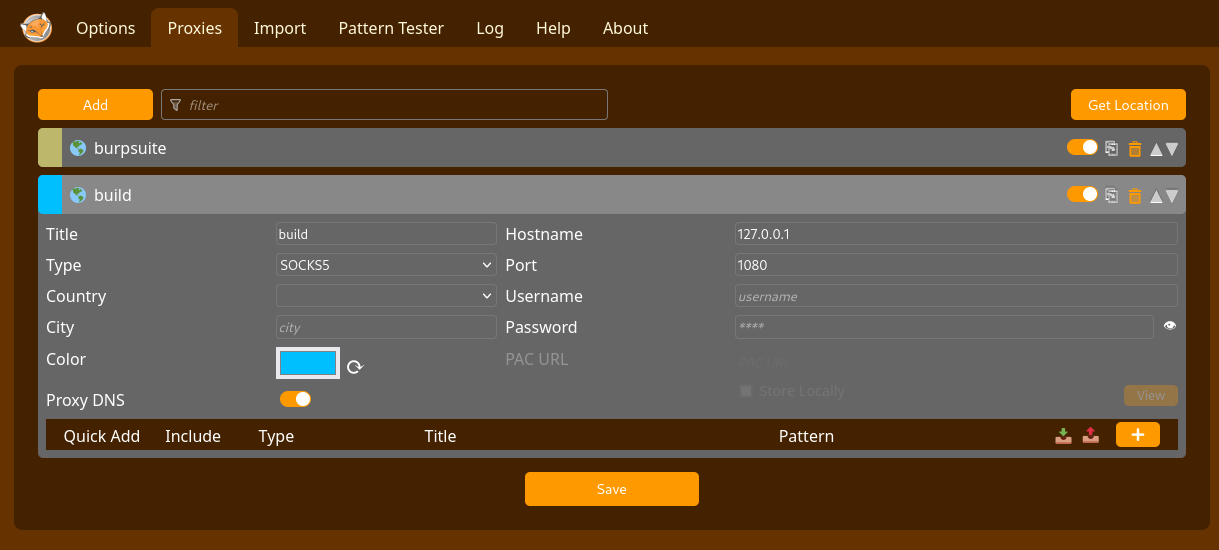 Options Proxies Import Pattern Tester Log Help About
Add filter Get Location
burpsuite
build
Title build Hostname 127.0.0.1
Type SOCKS5 Port 1080
Country Username username
City city Password ****
Color PAC URL PAC URL
Store Locally View
Proxy DNS
Quick Add Include Type Title Pattern +
Save